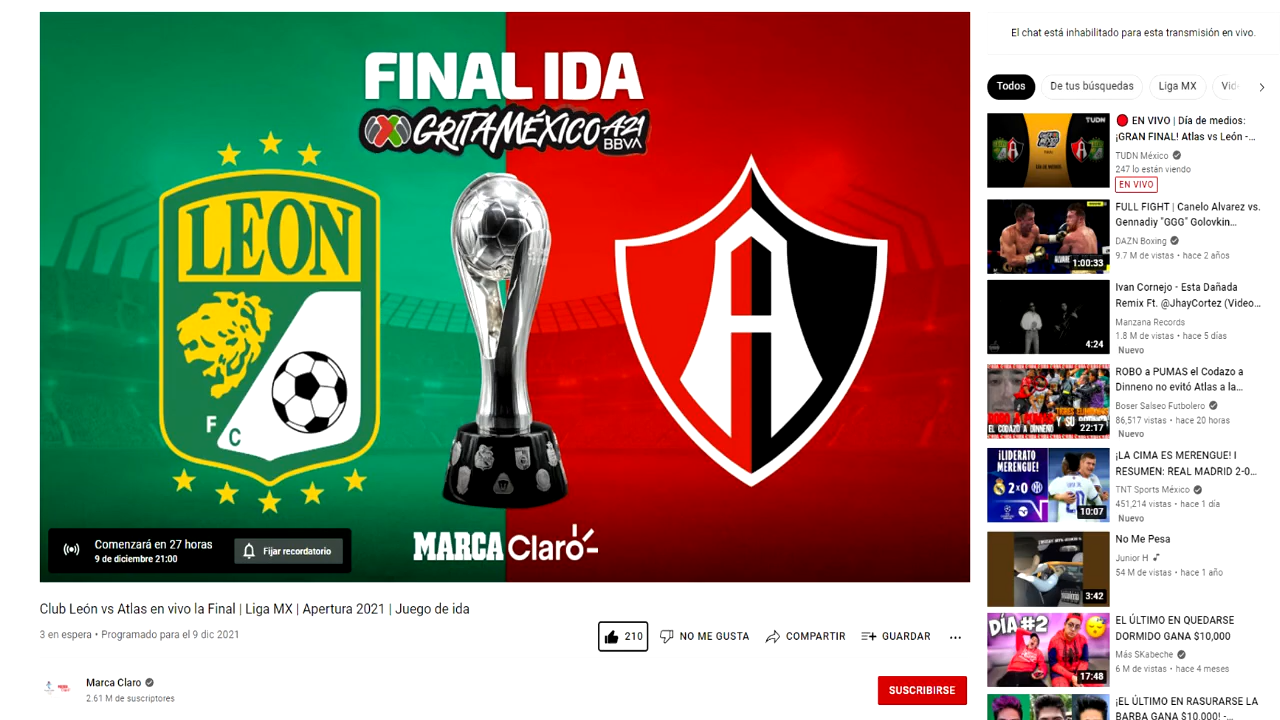 FINAL IDA
GRITAMÉXICO A21
BBVA
LEON
F
C
A
MARCA Claro
Comenzará en 27 horas
9 de diciembre 21:00
Fijar recordatorio
Club León vs Atlas en vivo la Final | Liga MX | Apertura 2021 | Juego de ida
3 en espera • Programado para el 9 dic 2021
210
NO ME GUSTA
COMPARTIR
GUARDAR
...
Marca Claro
2.61 M de suscriptores
SUSCRIBIRSE
El chat está inhabilitado para esta transmisión en vivo.
Todos
De tus búsquedas
Liga MX
TUDN
EN VIVO | Día de medios:
¡GRAN FINAL! Atlas vs León -...
TUDN México
247 lo están viendo
EN VIVO
1:00:33
FULL FIGHT | Canelo Alvarez vs.
Gennadiy "GGG" Golovkin...
DAZN Boxing
9.7 M de vistas • hace 2 años
4:24
Ivan Cornejo - Esta Dañada
Remix Ft. @JhayCortez (Video...
Manzana Records
1.8 M de vistas • hace 5 días
Nuevo
EL CODAZO A DINNENO
22:17
ROBO a PUMAS el Codazo a
Dinneno no evitó Atlas a la...
Boser Salseo Futbolero
86,517 vistas • hace 20 horas
Nuevo
¡LIDERATO
MERENGUE!
2x0
10:07
¡LA CIMA ES MERENGUE! I
RESUMEN: REAL MADRID 2-0...
TNT Sports México
451,214 vistas • hace 1 día
Nuevo
3:42
No Me Pesa
Junior H
54 M de vistas • hace 1 año
DÍA #2
17:48
EL ÚLTIMO EN QUEDARSE
DORMIDO GANA $10,000
Más SKabeche
6 M de vistas • hace 4 meses
¡EL ÚLTIMO EN RASURARSE LA
BARBA GANA $10,000! -...